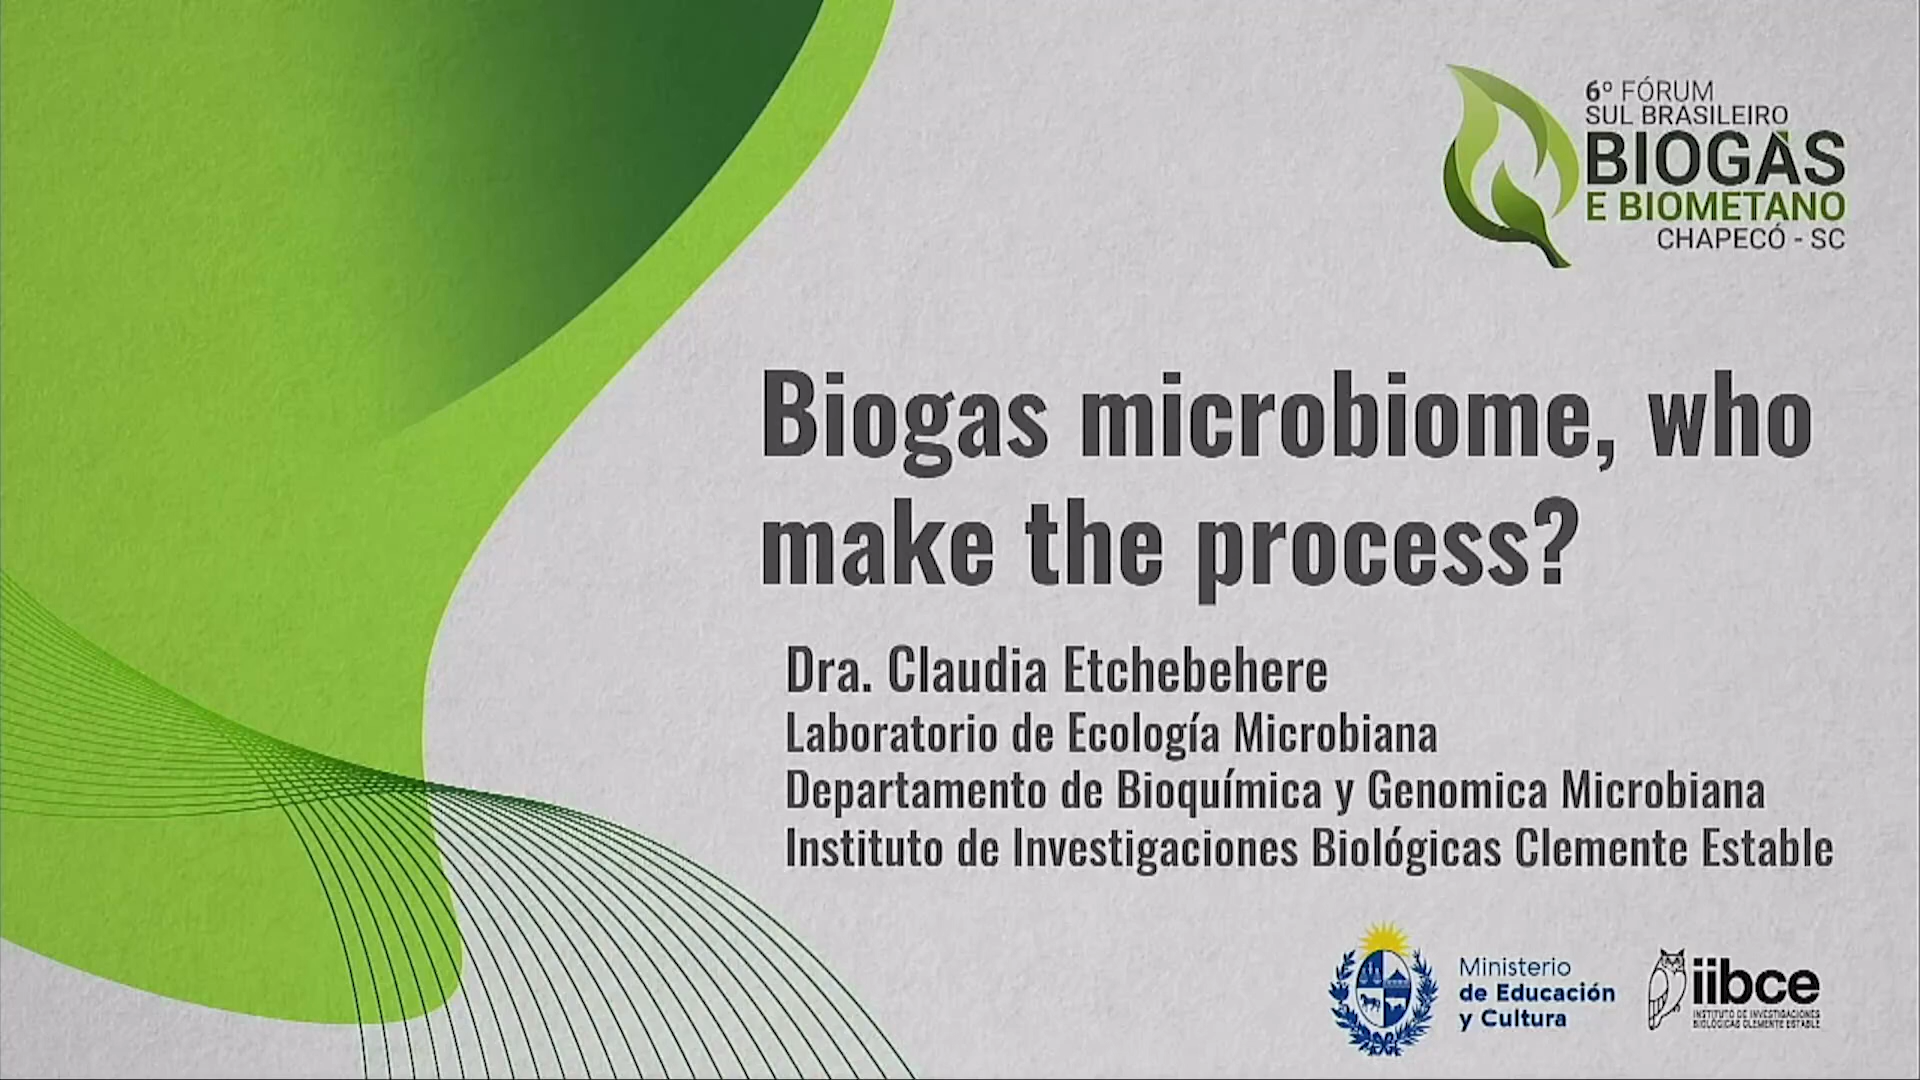 6º FÓRUM
SUL BRASILEIRO
BIOGÁS
E BIOMETANO
CHAPECÓ - SC
Biogas microbiome, who
make the process?
Dra. Claudia Etchebehere
Laboratorio de Ecología Microbiana
Departamento de Bioquímica y Genomica Microbiana
Instituto de Investigaciones Biológicas Clemente Estable
Ministerio
de Educación
y Cultura
iibce
INSTITUTO DE INVESTIGACIONES
BIOLÓGICAS CLEMENTE ESTABLE